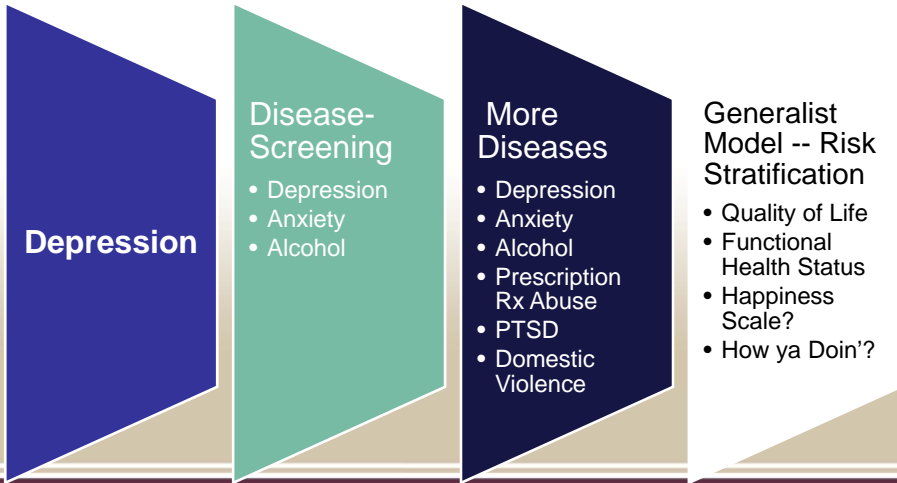 Depression
Disease-
Screening
• Depression
• Anxiety
• Alcohol
More
Diseases
• Depression
• Anxiety
• Alcohol
• Prescription
Rx Abuse
• PTSD
• Domestic
Violence
Generalist
Model -- Risk
Stratification
• Quality of Life
• Functional
Health Status
• Happiness
Scale?
• How ya Doin’?